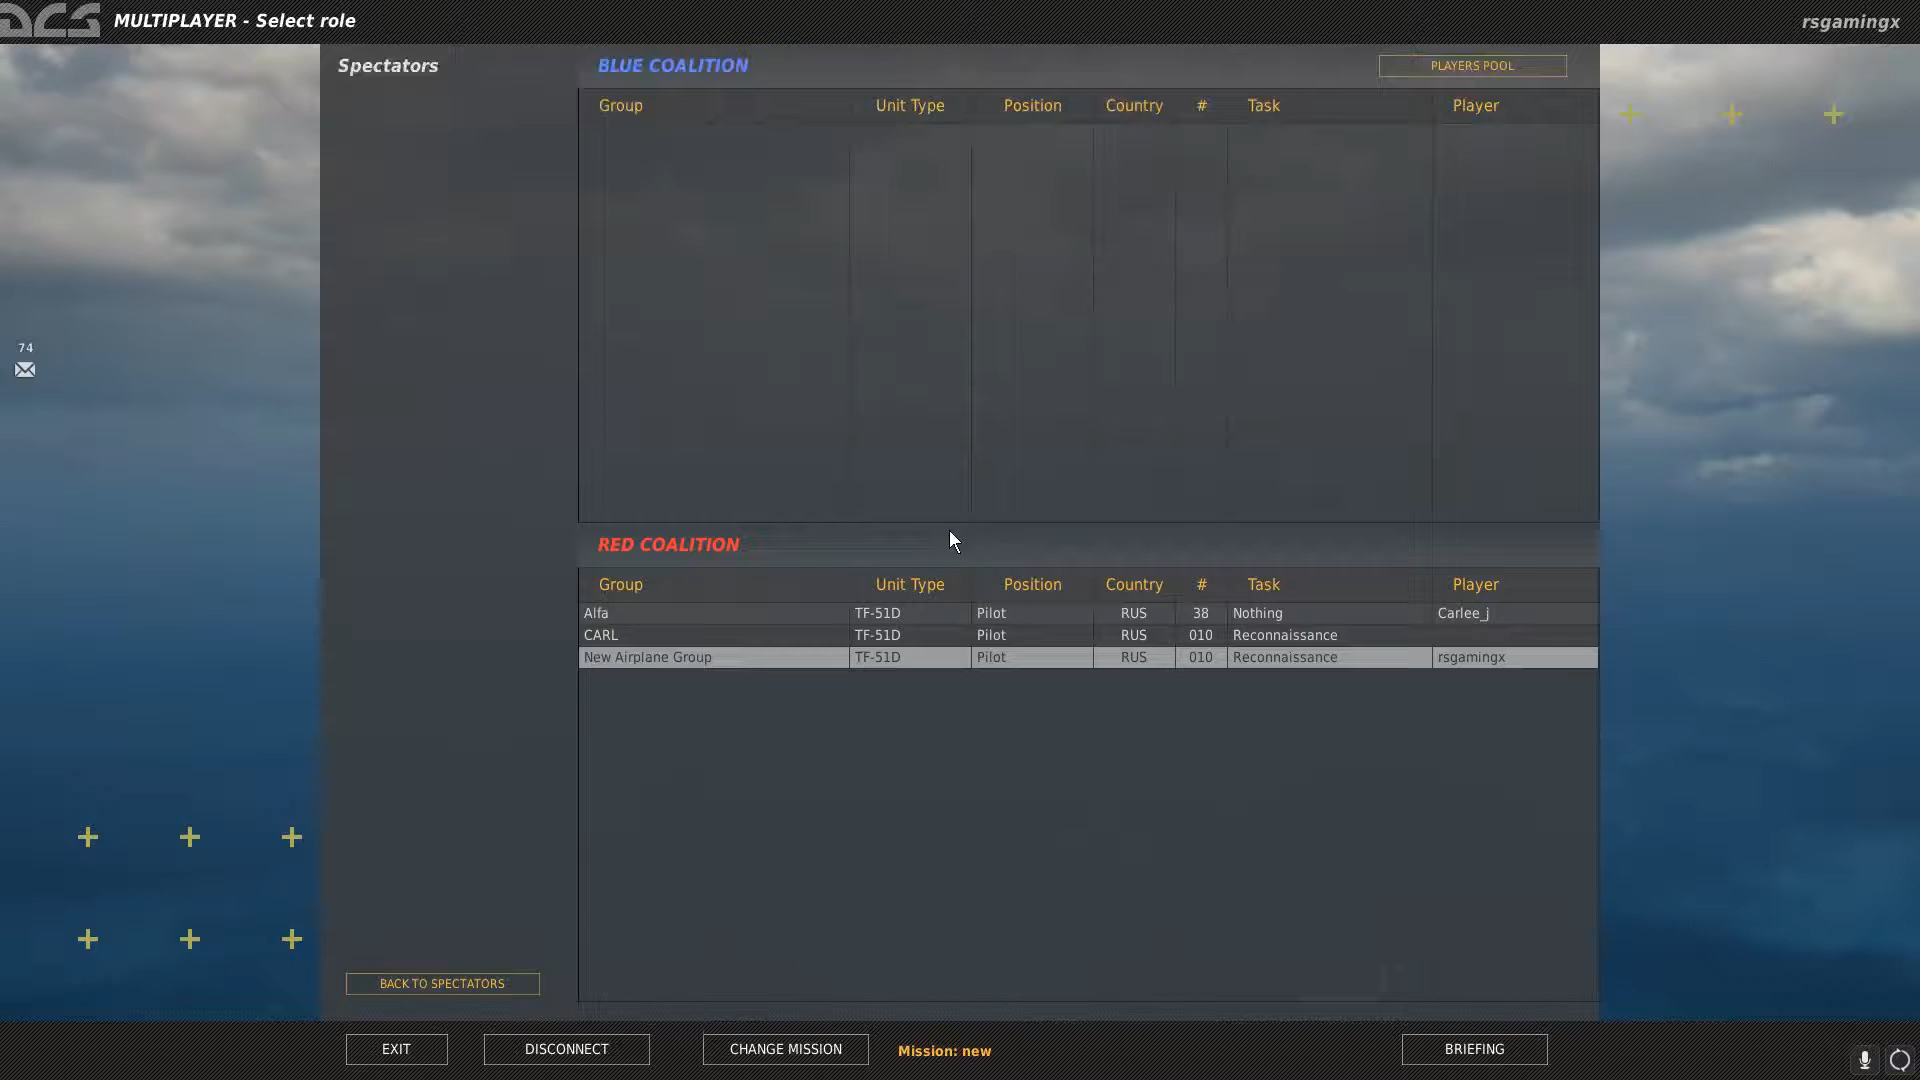 DCS MULTIPLAYER - Select role rsgamingx
Spectators BLUE COALITION PLAYERS POOL
Group Unit Type Position Country # Task Player
74
RED COALITION
Group Unit Type Position Country # Task Player
Alfa TF-51D Pilot RUS 38 Nothing Carlee_j
CARL TF-51D Pilot RUS 010 Reconnaissance
New Airplane Group TF-51D Pilot RUS 010 Reconnaissance rsgamingx
BACK TO SPECTATORS
EXIT DISCONNECT CHANGE MISSION Mission: new BRIEFING